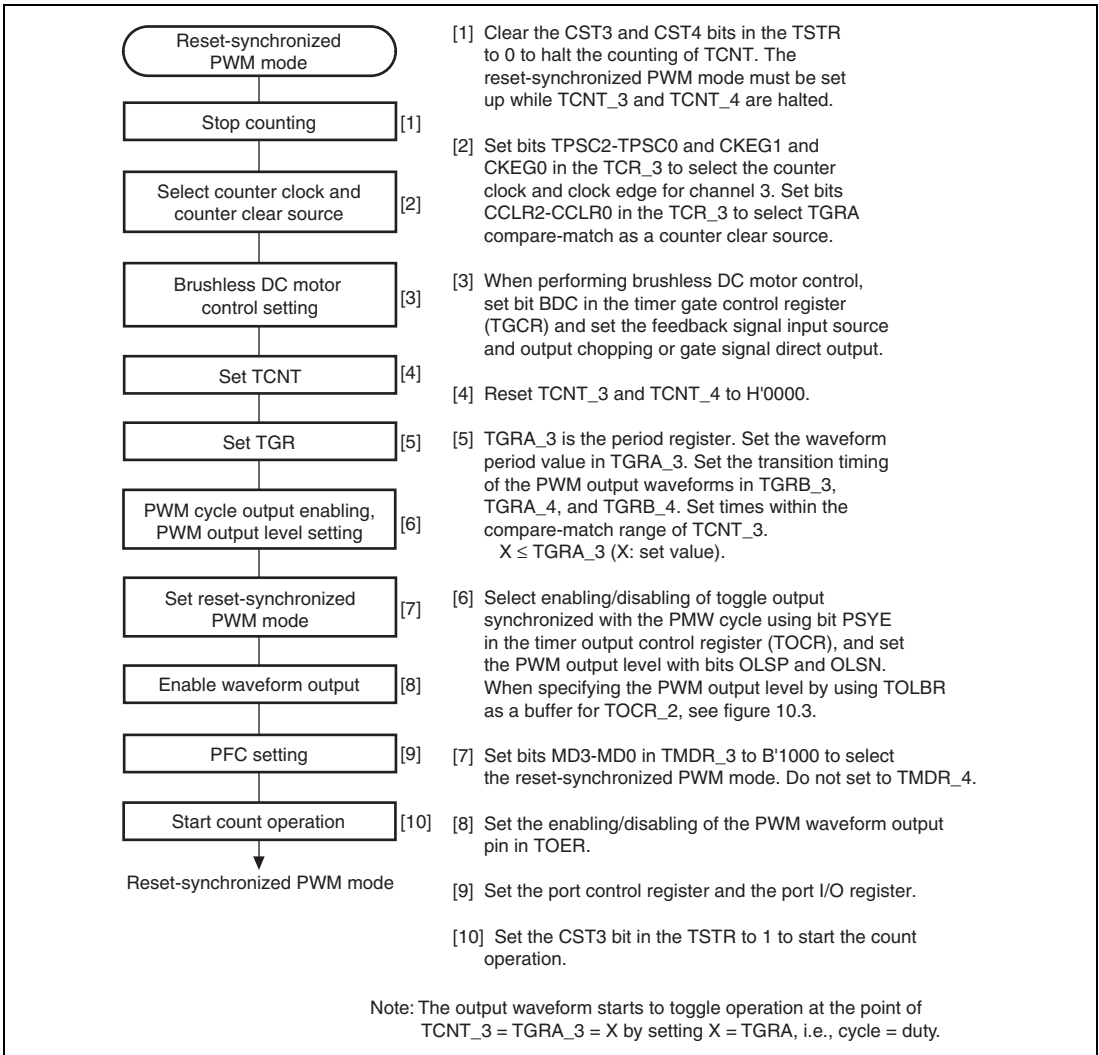 Reset-synchronized
PWM mode
Stop counting [1]
Select counter clock and
counter clear source [2]
Brushless DC motor
control setting [3]
Set TCNT [4]
Set TGR [5]
PWM cycle output enabling,
PWM output level setting [6]
Set reset-synchronized
PWM mode [7]
Enable waveform output [8]
PFC setting [9]
Start count operation [10]
Reset-synchronized PWM mode
[1] Clear the CST3 and CST4 bits in the TSTR
to 0 to halt the counting of TCNT. The
reset-synchronized PWM mode must be set
up while TCNT_3 and TCNT_4 are halted.
[2] Set bits TPSC2-TPSC0 and CKEG1 and
CKEG0 in the TCR_3 to select the counter
clock and clock edge for channel 3. Set bits
CCLR2-CCLR0 in the TCR_3 to select TGRA
compare-match as a counter clear source.
[3] When performing brushless DC motor control,
set bit BDC in the timer gate control register
(TGCR) and set the feedback signal input source
and output chopping or gate signal direct output.
[4] Reset TCNT_3 and TCNT_4 to H'0000.
[5] TGRA_3 is the period register. Set the waveform
period value in TGRA_3. Set the transition timing
of the PWM output waveforms in TGRB_3,
TGRA_4, and TGRB_4. Set times within the
compare-match range of TCNT_3.
X ≤ TGRA_3 (X: set value).
[6] Select enabling/disabling of toggle output
synchronized with the PMW cycle using bit PSYE
in the timer output control register (TOCR), and set
the PWM output level with bits OLSP and OLSN.
When specifying the PWM output level by using TOLBR
as a buffer for TOCR_2, see figure 10.3.
[7] Set bits MD3-MD0 in TMDR_3 to B'1000 to select
the reset-synchronized PWM mode. Do not set to TMDR_4.
[8] Set the enabling/disabling of the PWM waveform output
pin in TOER.
[9] Set the port control register and the port I/O register.
[10] Set the CST3 bit in the TSTR to 1 to start the count
operation.
Note: The output waveform starts to toggle operation at the point of
TCNT_3 = TGRA_3 = X by setting X = TGRA, i.e., cycle = duty.